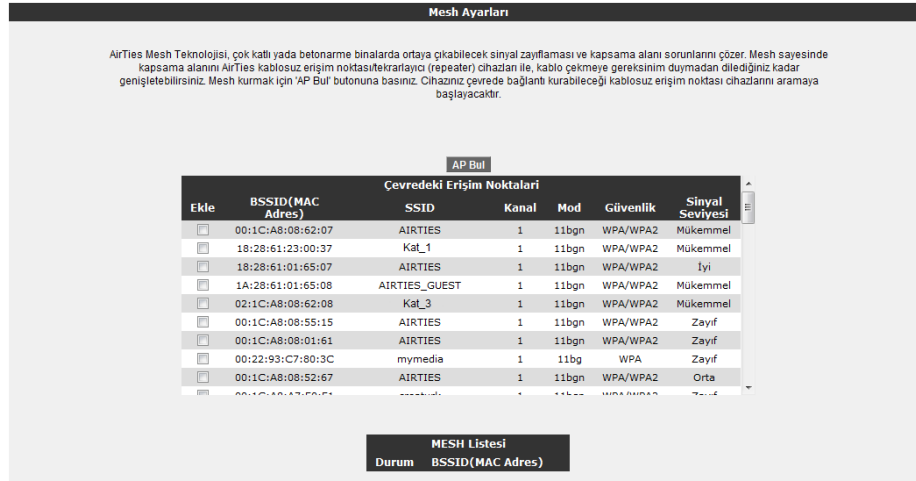 Mesh Ayarları
AirTies Mesh Teknolojisi, çok katlı yada betonarme binalarda ortaya çıkabilecek sinyal zayıflaması ve kapsama alanı sorunlarını çözer. Mesh sayesinde
kapsama alanını AirTies kablosuz erişim noktası/tekrarlayıcı (repeater) cihazları ile, kablo çekmeye gereksinim duymadan dilediğiniz kadar
genişletebilirsiniz. Mesh kurmak için 'AP Bul' butonuna basınız. Cihazınız çevrede bağlantı kurabileceği kablosuz erişim noktası cihazlarını aramaya
başlayacaktır.
AP Bul
Çevredeki Erişim Noktalari
Ekle BSSID(MAC Adres) SSID Kanal Mod Güvenlik Sinyal Seviyesi
00:1C:A8:08:62:07 AIRTIES 1 11bgn WPA/WPA2 Mükemmel
18:28:61:23:00:37 Kat_1 1 11bgn WPA/WPA2 Mükemmel
18:28:61:01:65:07 AIRTIES 1 11bgn WPA/WPA2 İyi
1A:28:61:01:65:08 AIRTIES_GUEST 1 11bgn WPA/WPA2 Mükemmel
02:1C:A8:08:62:08 Kat_3 1 11bgn WPA/WPA2 Mükemmel
00:1C:A8:08:55:15 AIRTIES 1 11bgn WPA/WPA2 Zayıf
00:1C:A8:08:01:61 AIRTIES 1 11bgn WPA/WPA2 Zayıf
00:22:93:C7:80:3C mymedia 1 11bg WPA Zayıf
00:1C:A8:08:52:67 AIRTIES 1 11bgn WPA/WPA2 Orta
1 11bgn WPA/WPA2 Zayıf
MESH Listesi
Durum BSSID(MAC Adres)